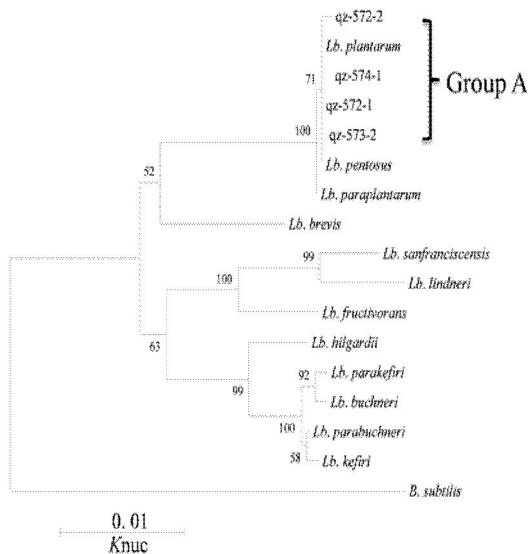 qz-572-2
Lb. plantarum
71
qz-574-1
Group A
qz-572-1
100
qz-573-2
Lb. pentosus
52
Lb. paraplantarum
Lb. brevis
Lb. sanfranciscensis
99
100
Lb. lindneri
Lb. fructivorans
63
Lb. hilgardii
92
Lb. parakefiri
99
Lb. buchneri
100
Lb. parabuchneri
58
Lb. kefiri
B. subtilis
0. 01
Knuc